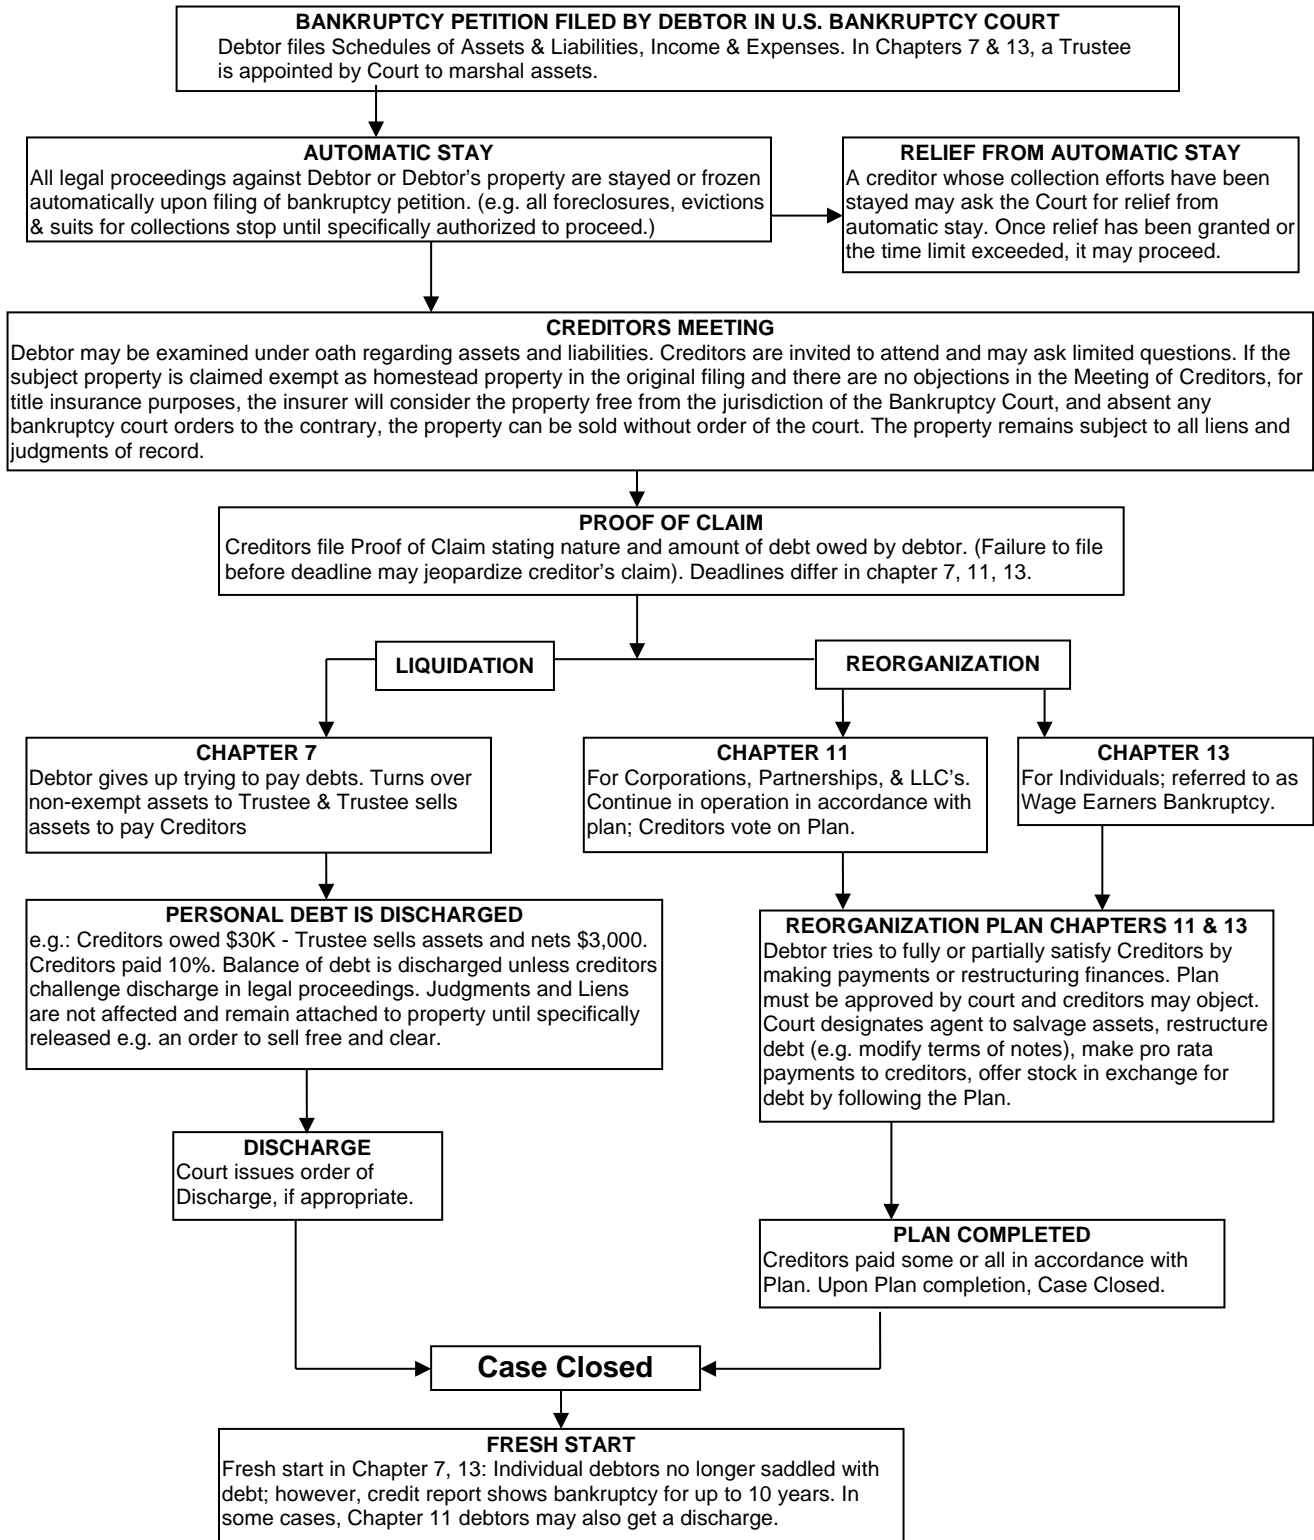 BANKRUPTCY PETITION FILED BY DEBTOR IN U.S. BANKRUPTCY COURT
Debtor files Schedules of Assets & Liabilities, Income & Expenses. In Chapters 7 & 13, a Trustee
is appointed by Court to marshal assets.
AUTOMATIC STAY
All legal proceedings against Debtor or Debtor’s property are stayed or frozen
automatically upon filing of bankruptcy petition. (e.g. all foreclosures, evictions
& suits for collections stop until specifically authorized to proceed.)
RELIEF FROM AUTOMATIC STAY
A creditor whose collection efforts have been
stayed may ask the Court for relief from
automatic stay. Once relief has been granted or
the time limit exceeded, it may proceed.
CREDITORS MEETING
Debtor may be examined under oath regarding assets and liabilities. Creditors are invited to attend and may ask limited questions. If the
subject property is claimed exempt as homestead property in the original filing and there are no objections in the Meeting of Creditors, for
title insurance purposes, the insurer will consider the property free from the jurisdiction of the Bankruptcy Court, and absent any
bankruptcy court orders to the contrary, the property can be sold without order of the court. The property remains subject to all liens and
judgments of record.
PROOF OF CLAIM
Creditors file Proof of Claim stating nature and amount of debt owed by debtor. (Failure to file
before deadline may jeopardize creditor’s claim). Deadlines differ in chapter 7, 11, 13.
LIQUIDATION
REORGANIZATION
CHAPTER 7
Debtor gives up trying to pay debts. Turns over
non-exempt assets to Trustee & Trustee sells
assets to pay Creditors
CHAPTER 11
For Corporations, Partnerships, & LLC’s.
Continue in operation in accordance with
plan; Creditors vote on Plan.
CHAPTER 13
For Individuals; referred to as
Wage Earners Bankruptcy.
PERSONAL DEBT IS DISCHARGED
e.g.: Creditors owed $30K - Trustee sells assets and nets $3,000.
Creditors paid 10%. Balance of debt is discharged unless creditors
challenge discharge in legal proceedings. Judgments and Liens
are not affected and remain attached to property until specifically
released e.g. an order to sell free and clear.
REORGANIZATION PLAN CHAPTERS 11 & 13
Debtor tries to fully or partially satisfy Creditors by
making payments or restructuring finances. Plan
must be approved by court and creditors may object.
Court designates agent to salvage assets, restructure
debt (e.g. modify terms of notes), make pro rata
payments to creditors, offer stock in exchange for
debt by following the Plan.
DISCHARGE
Court issues order of
Discharge, if appropriate.
PLAN COMPLETED
Creditors paid some or all in accordance with
Plan. Upon Plan completion, Case Closed.
Case Closed
FRESH START
Fresh start in Chapter 7, 13: Individual debtors no longer saddled with
debt; however, credit report shows bankruptcy for up to 10 years. In
some cases, Chapter 11 debtors may also get a discharge.